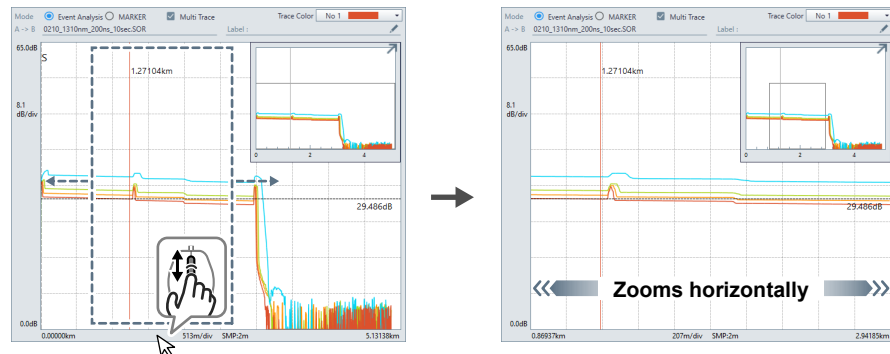 Mode Event Analysis MARKER Multi Trace Trace Color No 1
A -> B 0210_1310nm_200ns_10sec.SOR Label :
65.0dB
S
1.27104km
8.1
dB/div
0 2 4
29.486dB
0.0dB
0.00000km 513m/div SMP:2m 5.13138km
Mode Event Analysis MARKER Multi Trace Trace Color No 1
A -> B 0210_1310nm_200ns_10sec.SOR Label :
65.0dB
1.27104km
8.1
dB/div
0 2 4
29.486dB
Zooms horizontally
0.0dB
0.86937km 207m/div SMP:2m 2.94185km